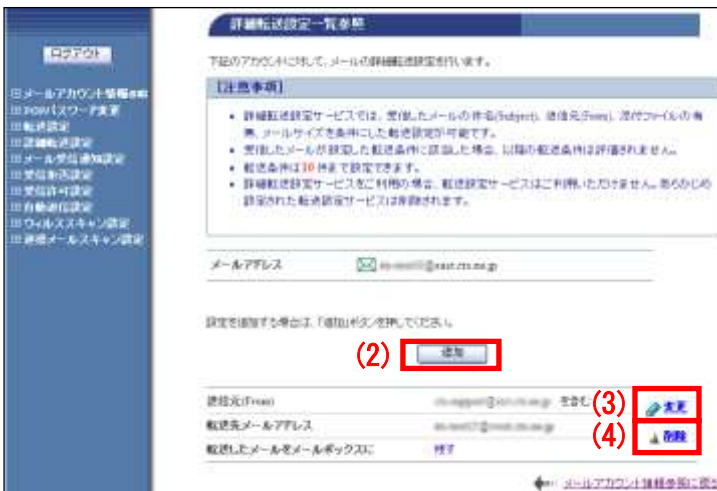 詳細転送設定一覧参照
ログアウト
下記のアカウントに対して、メールの詳細転送設定を行います。
メールアカウント情報参照
POPパスワード変更
転送設定
詳細転送設定
メール受信通知設定
受信拒否設定
受信許可設定
自動返信設定
ウィルススキャン設定
迷惑メールスキャン設定
【注意事項】
詳細転送設定サービスでは、受信したメールの件名(Subject)、送信元(From)、添付ファイルの有
無、メールサイズを条件にした転送設定が可能です。
受信したメールが設定した転送条件に該当した場合、以降の転送条件は評価されません。
転送条件は10件まで設定できます。
詳細転送設定サービスをご利用の場合、転送設定サービスはご利用いただけません。あらかじめ
設定された転送設定サービスは削除されます。
メールアドレス
設定を追加する場合は、「追加」ボタンを押してください。
(2) 追加
送信元(From) を含む (3) 変更
転送先メールアドレス (4) 削除
転送したメールをメールボックスに 残す
メールアカウント情報参照に戻る